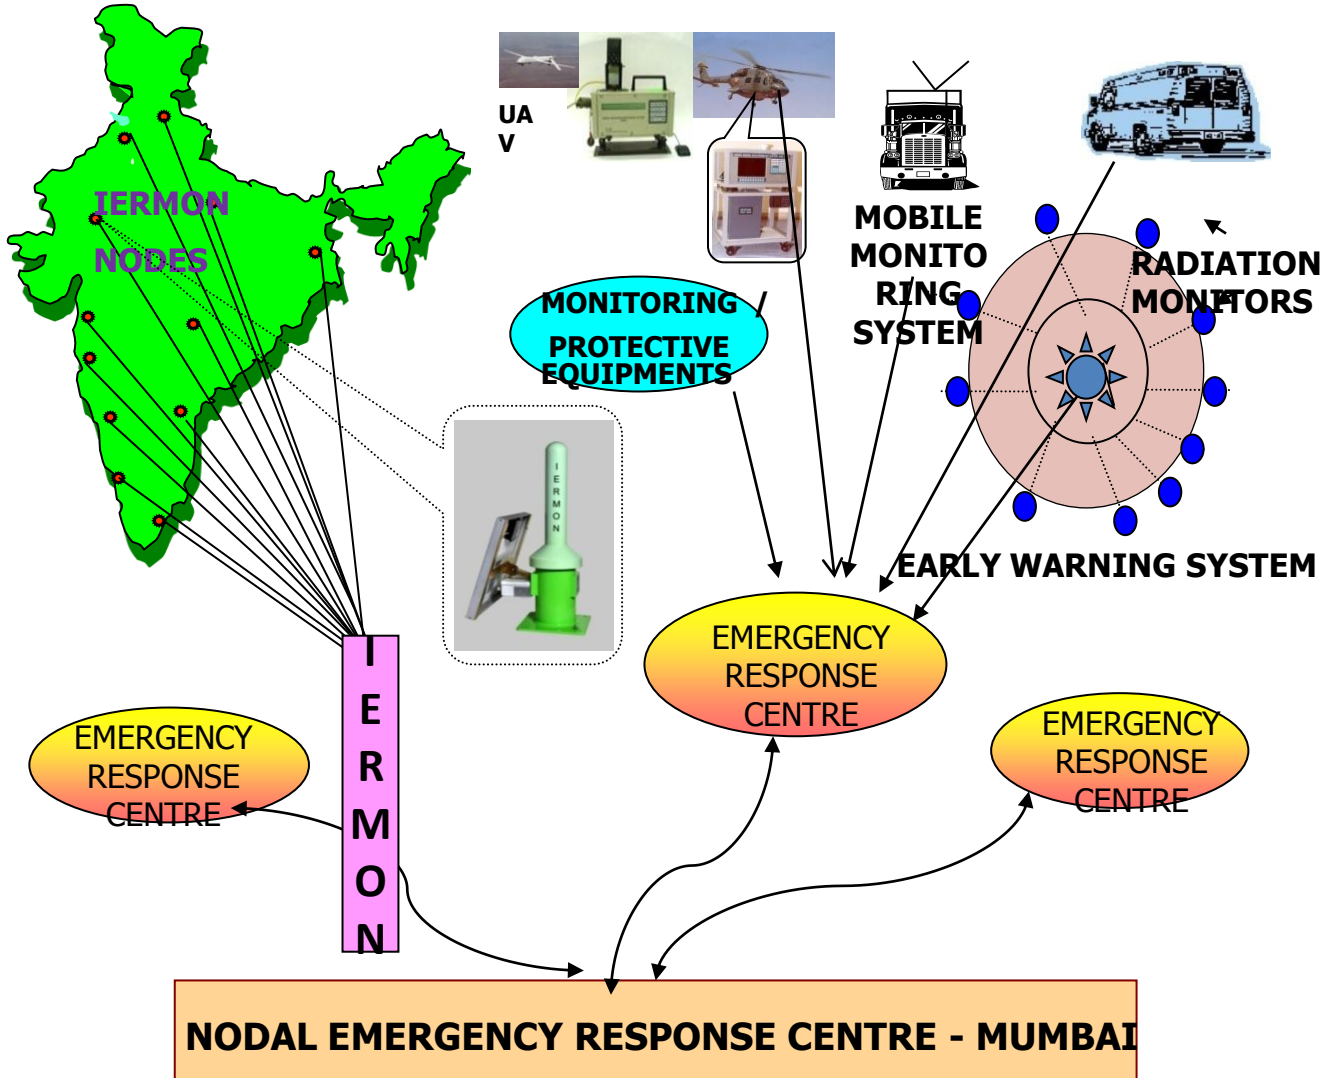 UA
V
IERMON
NODES
MOBILE
MONITO
RING
SYSTEM
RADIATION
MONITORS
MONITORING /
PROTECTIVE
EQUIPMENTS
I
E
R
M
O
N
EARLY WARNING SYSTEM
EMERGENCY
RESPONSE
CENTRE
I
E
R
M
O
N
EMERGENCY
RESPONSE
CENTRE
EMERGENCY
RESPONSE
CENTRE
NODAL EMERGENCY RESPONSE CENTRE - MUMBAI